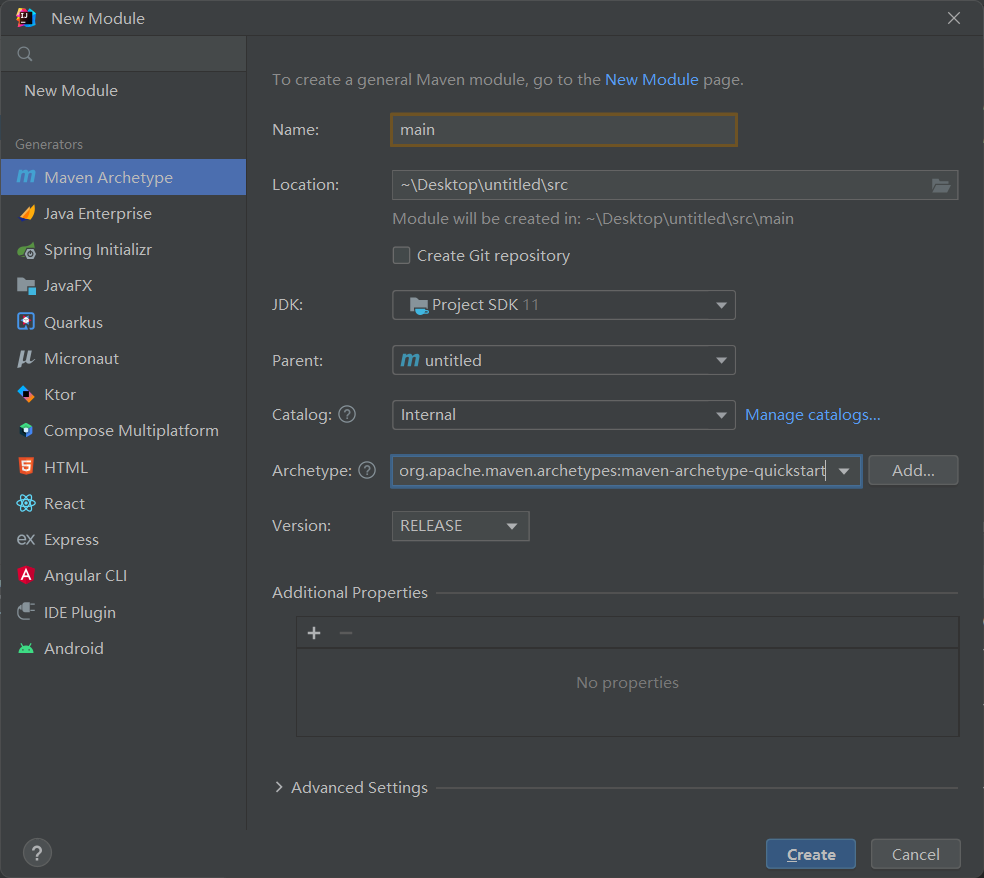 New Module
New Module
Generators
Maven Archetype
Java Enterprise
Spring Initializr
JavaFX
Quarkus
Micronaut
Ktor
Compose Multiplatform
HTML
React
Express
Angular CLI
IDE Plugin
Android
To create a general Maven module, go to the New Module page.
Name: main
Location: ~\Desktop\untitled\src
Module will be created in: ~\Desktop\untitled\src\main
Create Git repository
JDK: Project SDK 11
Parent: untitled
Catalog: ? Internal Manage catalogs...
Archetype: ? org.apache.maven.archetypes:maven-archetype-quickstart Add...
Version: RELEASE
Additional Properties
No properties
Advanced Settings
? Create Cancel